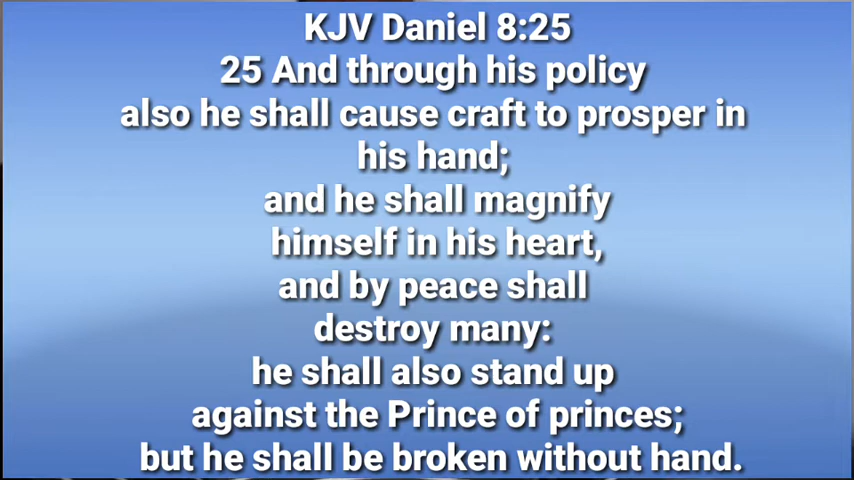 KJV Daniel 8:25
25 And through his policy
also he shall cause craft to prosper in
his hand;
and he shall magnify
himself in his heart,
and by peace shall
destroy many:
he shall also stand up
against the Prince of princes;
but he shall be broken without hand.